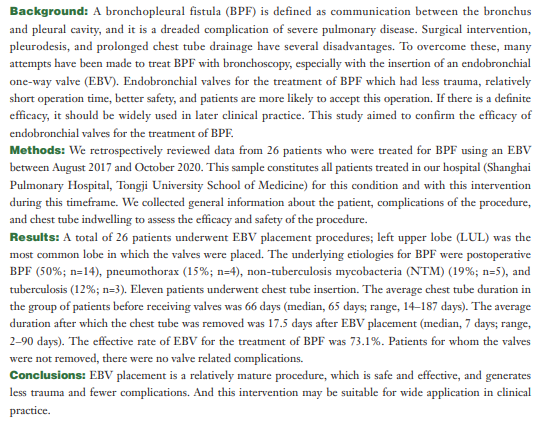 Background: A bronchopleural fistula (BPF) is defined as communication between the bronchus
and pleural cavity, and it is a dreaded complication of severe pulmonary disease. Surgical intervention,
pleurodesis, and prolonged chest tube drainage have several disadvantages. To overcome these, many
attempts have been made to treat BPF with bronchoscopy, especially with the insertion of an endobronchial
one-way valve (EBV). Endobronchial valves for the treatment of BPF which had less trauma, relatively
short operation time, better safety, and patients are more likely to accept this operation. If there is a definite
efficacy, it should be widely used in later clinical practice. This study aimed to confirm the efficacy of
endobronchial valves for the treatment of BPF.
Methods: We retrospectively reviewed data from 26 patients who were treated for BPF using an EBV
between August 2017 and October 2020. This sample constitutes all patients treated in our hospital (Shanghai
Pulmonary Hospital, Tongji University School of Medicine) for this condition and with this intervention
during this timeframe. We collected general information about the patient, complications of the procedure,
and chest tube indwelling to assess the efficacy and safety of the procedure.
Results: A total of 26 patients underwent EBV placement procedures; left upper lobe (LUL) was the
most common lobe in which the valves were placed. The underlying etiologies for BPF were postoperative
BPF (50%; n=14), pneumothorax (15%; n=4), non-tuberculosis mycobacteria (NTM) (19%; n=5), and
tuberculosis (12%; n=3). Eleven patients underwent chest tube insertion. The average chest tube duration in
the group of patients before receiving valves was 66 days (median, 65 days; range, 14–187 days). The average
duration after which the chest tube was removed was 17.5 days after EBV placement (median, 7 days; range,
2–90 days). The effective rate of EBV for the treatment of BPF was 73.1%. Patients for whom the valves
were not removed, there were no valve related complications.
Conclusions: EBV placement is a relatively mature procedure, which is safe and effective, and generates
less trauma and fewer complications. And this intervention may be suitable for wide application in clinical
practice.